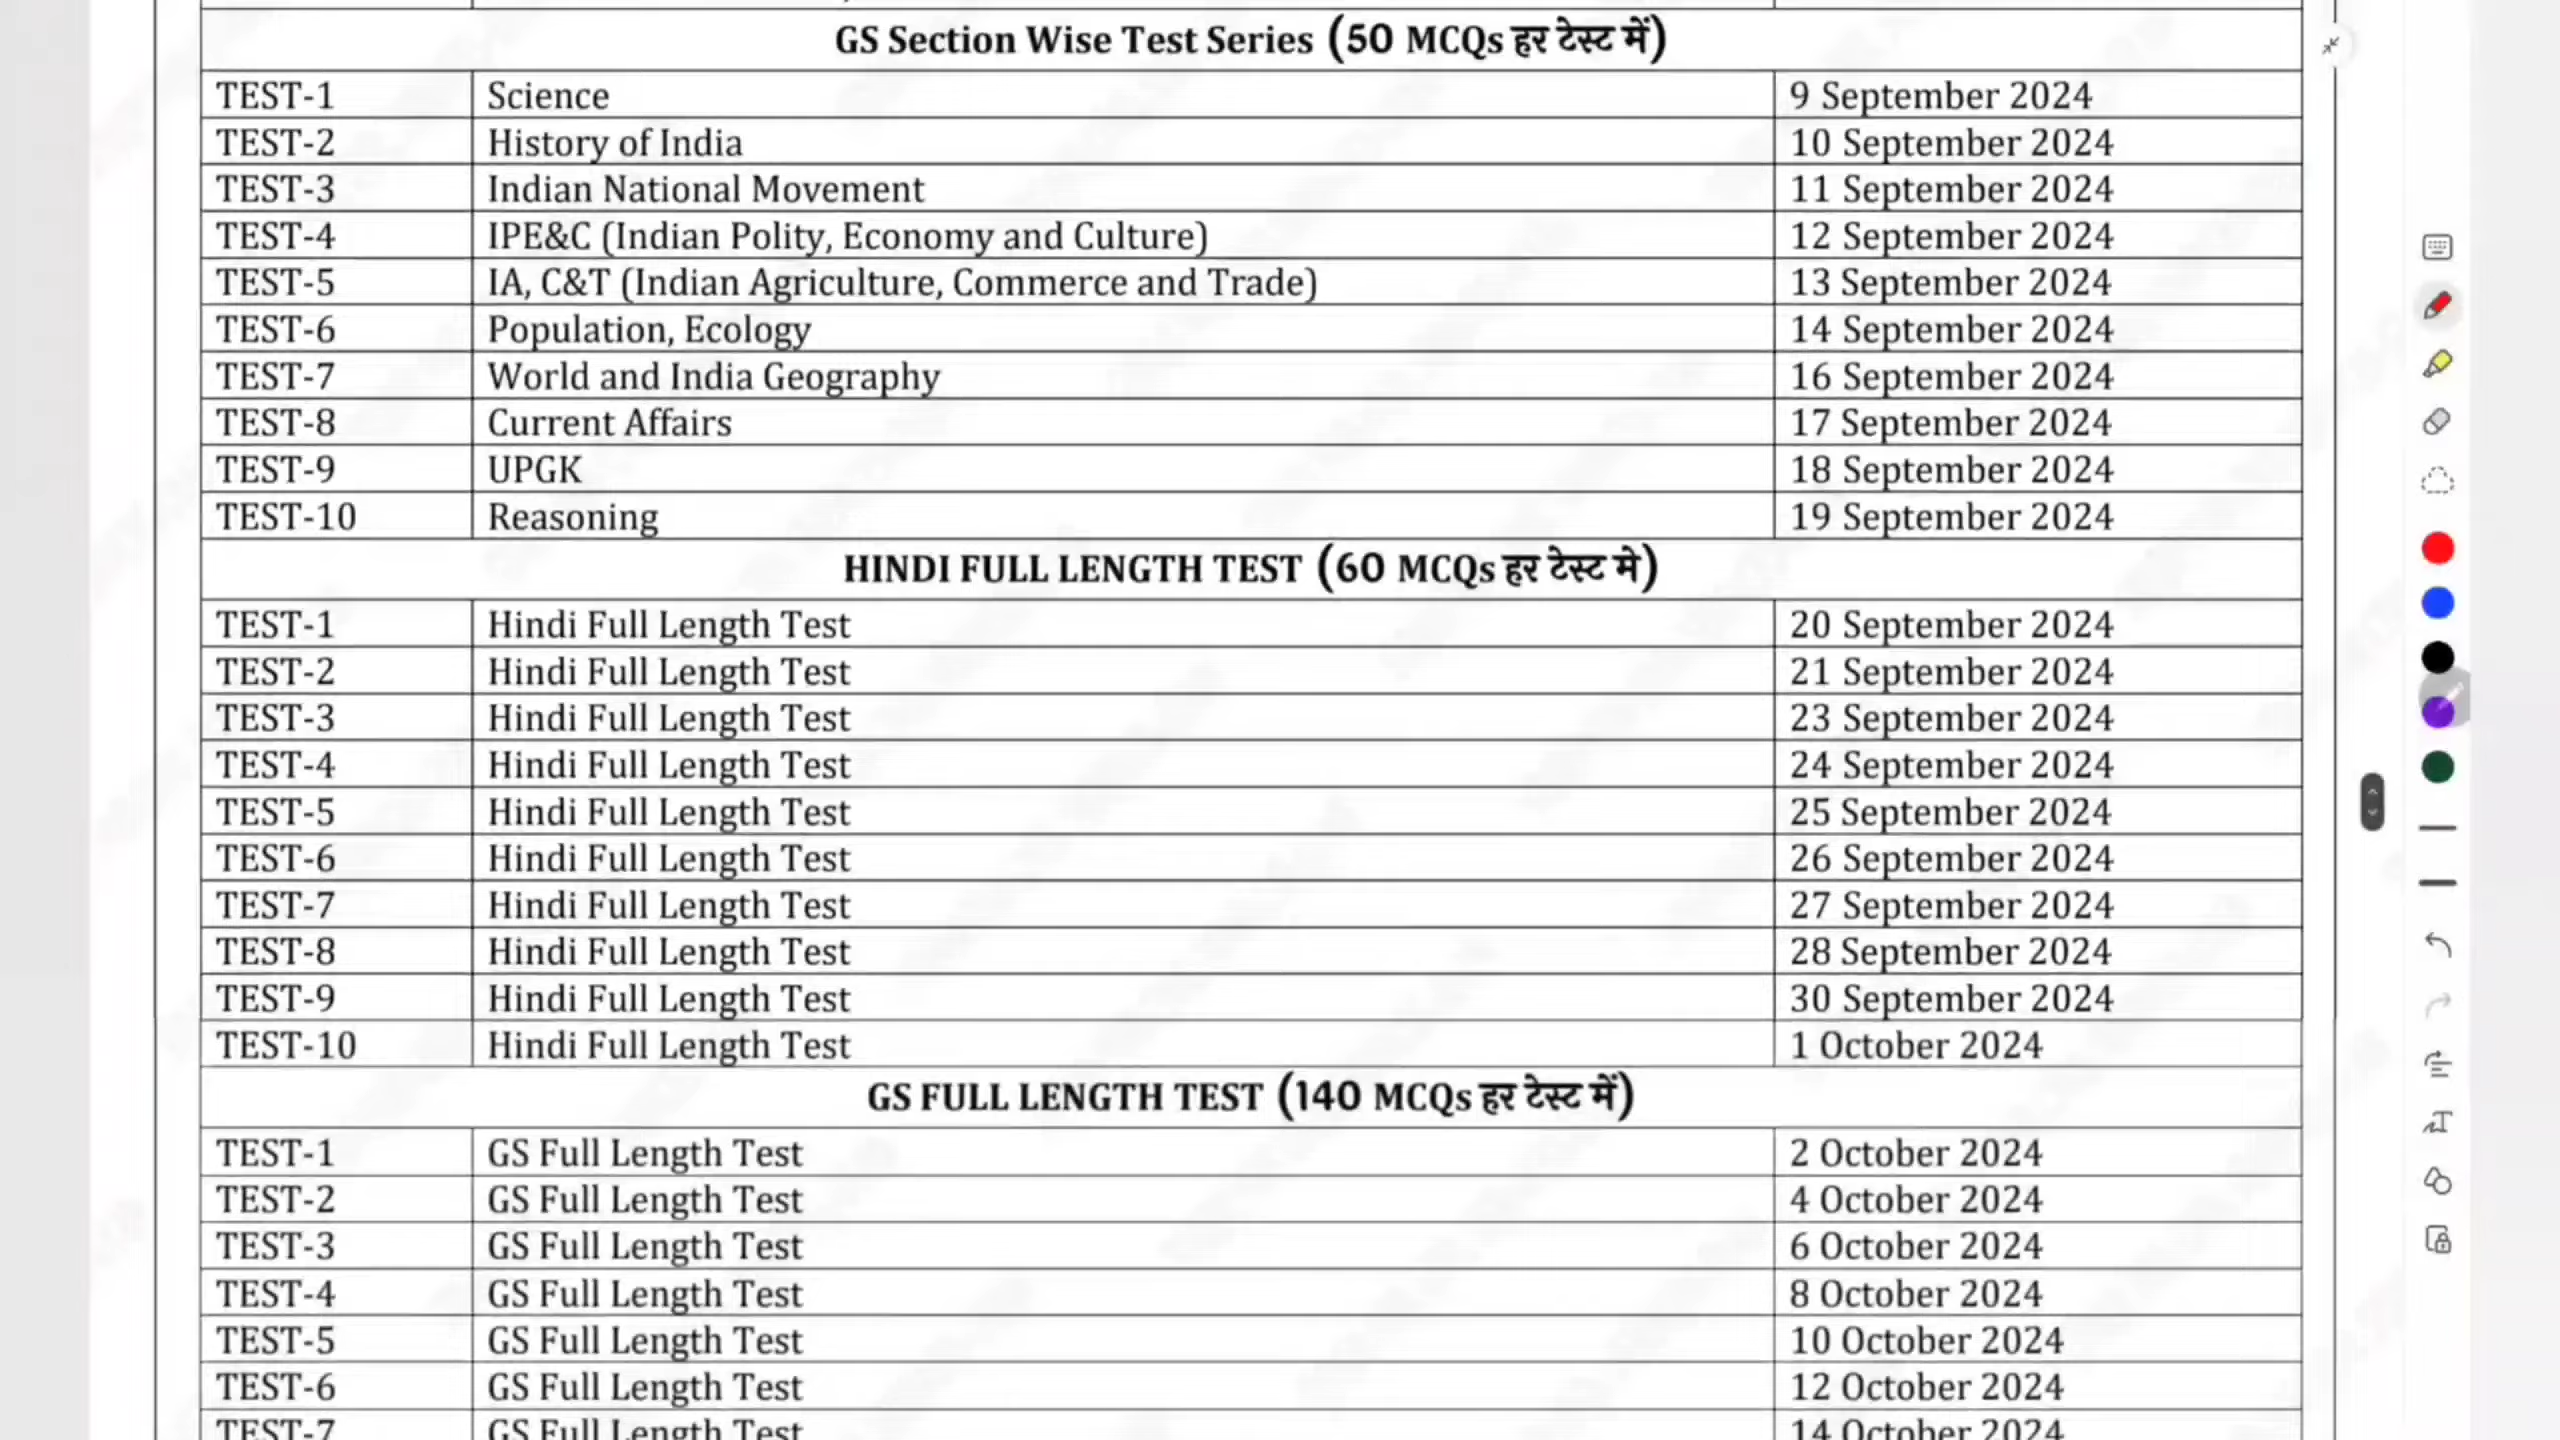 GS Section Wise Test Series (50 MCQs हर टेस्ट में)
TEST-1 Science 9 September 2024
TEST-2 History of India 10 September 2024
TEST-3 Indian National Movement 11 September 2024
TEST-4 IPE&C (Indian Polity, Economy and Culture) 12 September 2024
TEST-5 IA, C&T (Indian Agriculture, Commerce and Trade) 13 September 2024
TEST-6 Population, Ecology 14 September 2024
TEST-7 World and India Geography 16 September 2024
TEST-8 Current Affairs 17 September 2024
TEST-9 UPGK 18 September 2024
TEST-10 Reasoning 19 September 2024
HINDI FULL LENGTH TEST (60 MCQs हर टेस्ट मे)
TEST-1 Hindi Full Length Test 20 September 2024
TEST-2 Hindi Full Length Test 21 September 2024
TEST-3 Hindi Full Length Test 23 September 2024
TEST-4 Hindi Full Length Test 24 September 2024
TEST-5 Hindi Full Length Test 25 September 2024
TEST-6 Hindi Full Length Test 26 September 2024
TEST-7 Hindi Full Length Test 27 September 2024
TEST-8 Hindi Full Length Test 28 September 2024
TEST-9 Hindi Full Length Test 30 September 2024
TEST-10 Hindi Full Length Test 1 October 2024
GS FULL LENGTH TEST (140 MCQs हर टेस्ट में)
TEST-1 GS Full Length Test 2 October 2024
TEST-2 GS Full Length Test 4 October 2024
TEST-3 GS Full Length Test 6 October 2024
TEST-4 GS Full Length Test 8 October 2024
TEST-5 GS Full Length Test 10 October 2024
TEST-6 GS Full Length Test 12 October 2024
TEST-7 GS Full Length Test 14 October 2024